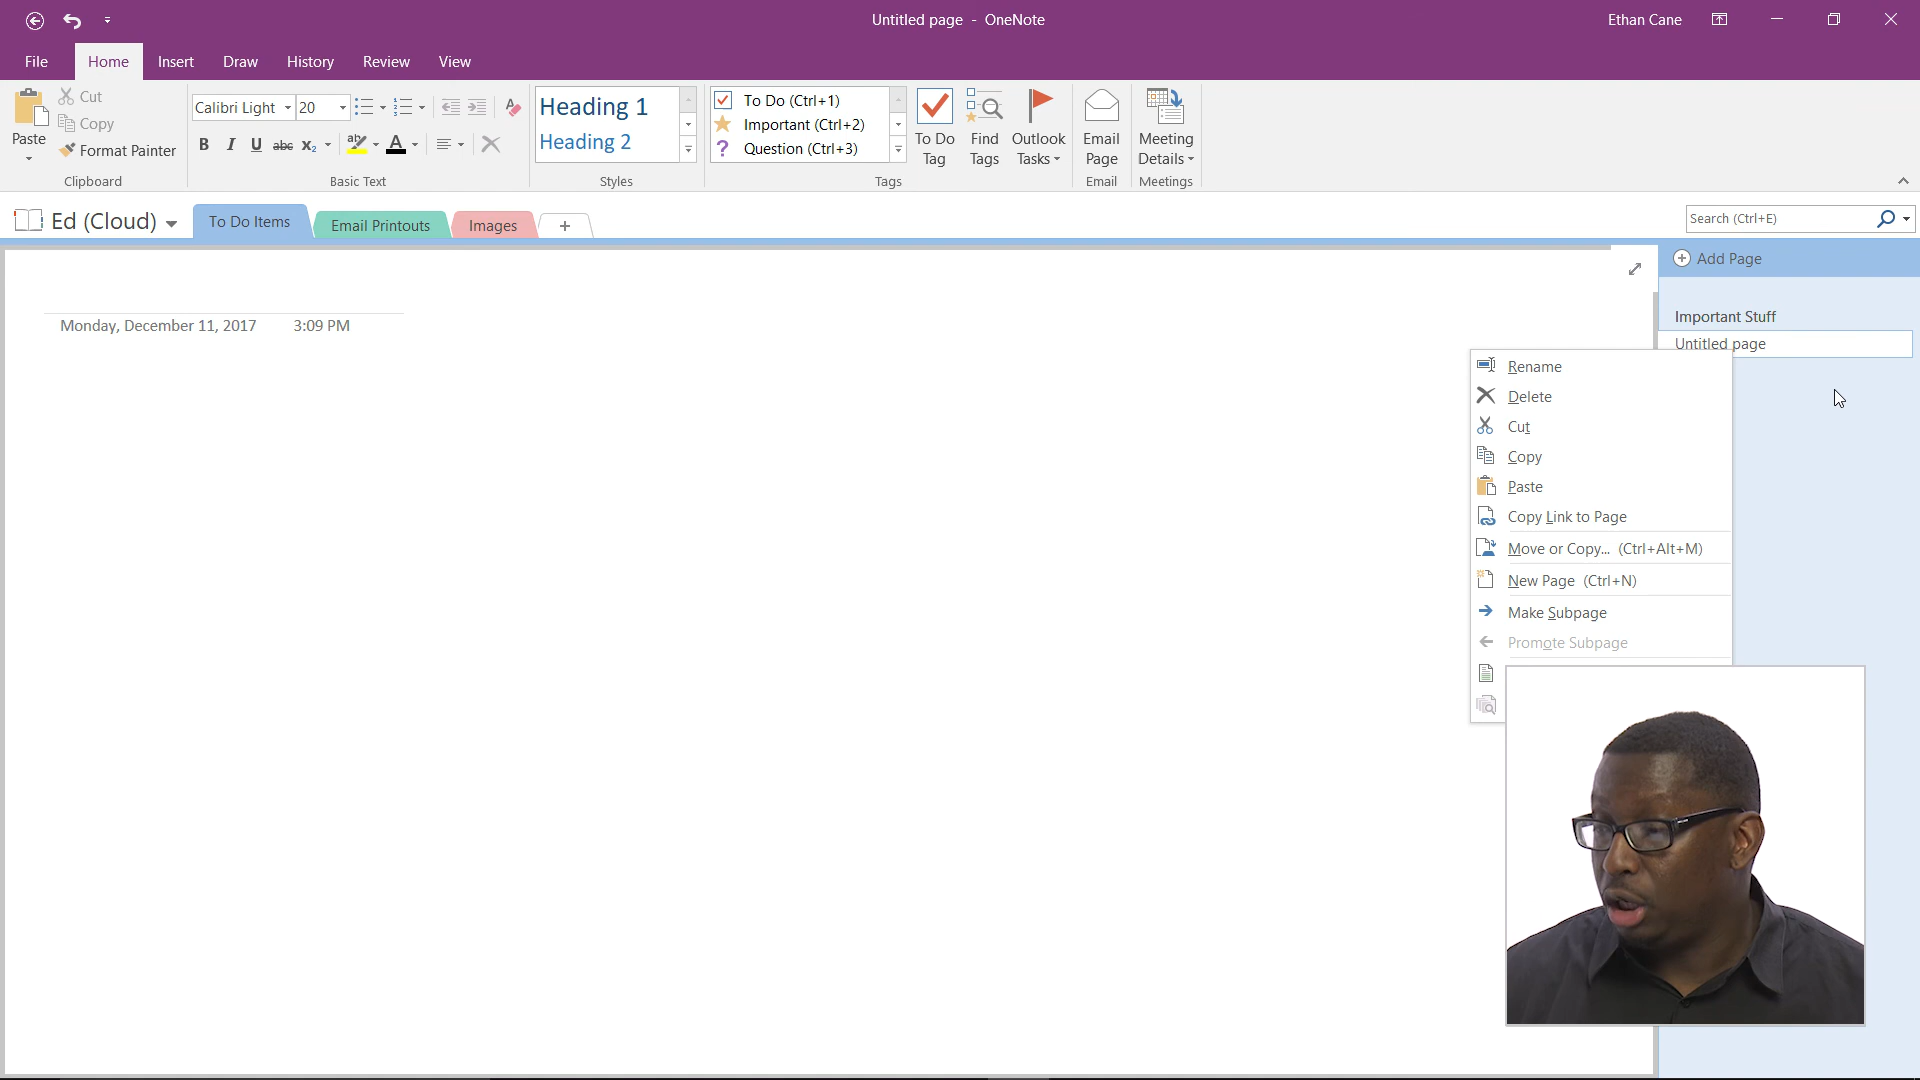 Untitled page - OneNote
Ethan Cane
File Home Insert Draw History Review View
Paste
Cut
Copy
Format Painter
Clipboard
Calibri Light 20
B I U abc X₂ aby A
Basic Text
Heading 1
Heading 2
Styles
To Do (Ctrl+1)
Important (Ctrl+2)
Question (Ctrl+3)
To Do Tag
Find Tags
Outlook Tasks
Tags
Email Page
Email
Meeting Details
Meetings
Ed (Cloud)
To Do Items
Email Printouts
Images
Search (Ctrl+E)
Add Page
Monday, December 11, 2017 3:09 PM
Important Stuff
Untitled page
Rename
Delete
Cut
Copy
Paste
Copy Link to Page
Move or Copy... (Ctrl+Alt+M)
New Page (Ctrl+N)
Make Subpage
Promote Subpage